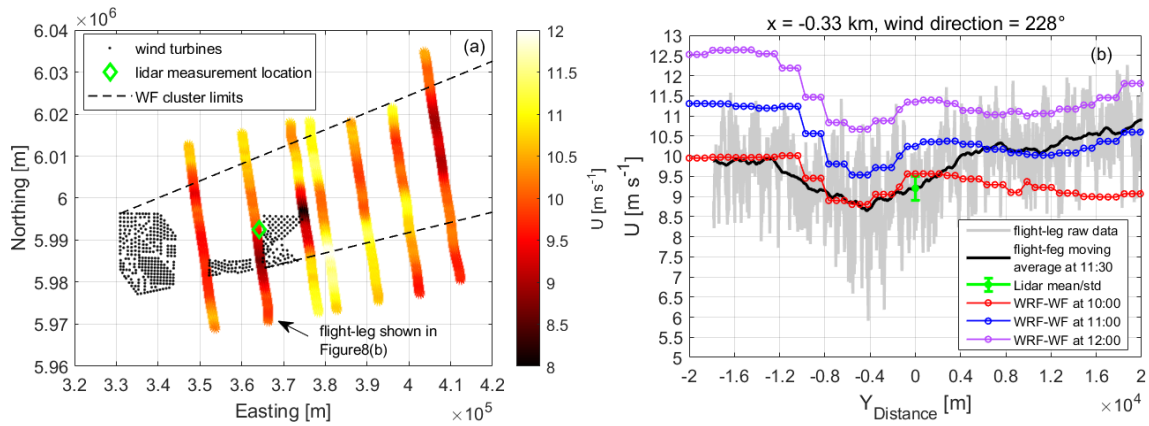 × 10⁶
(a)
wind turbines
lidar measurement location
WF cluster limits
6.04
6.03
6.02
6.01
6
5.99
5.98
5.97
5.96
Northing [m]
flight-leg shown in
Figure8(b)
3.2 3.3 3.4 3.5 3.6 3.7 3.8 3.9 4 4.1 4.2
Easting [m]
× 10⁵
12
11.5
11
10.5
10
9.5
9
8.5
8
U [m s⁻¹]
x = -0.33 km, wind direction = 228°
(b)
13
12.5
12
11.5
11
10.5
10
9.5
9
8.5
8
7.5
7
6.5
6
5.5
5
U [m s⁻¹]
flight-leg raw data
flight-feg moving
average at 11:30
Lidar mean/std
WRF-WF at 10:00
WRF-WF at 11:00
WRF-WF at 12:00
-2 -1.6 -1.2 -0.8 -0.4 0 0.4 0.8 1.2 1.6 2
Y_Distance [m]
× 10⁴